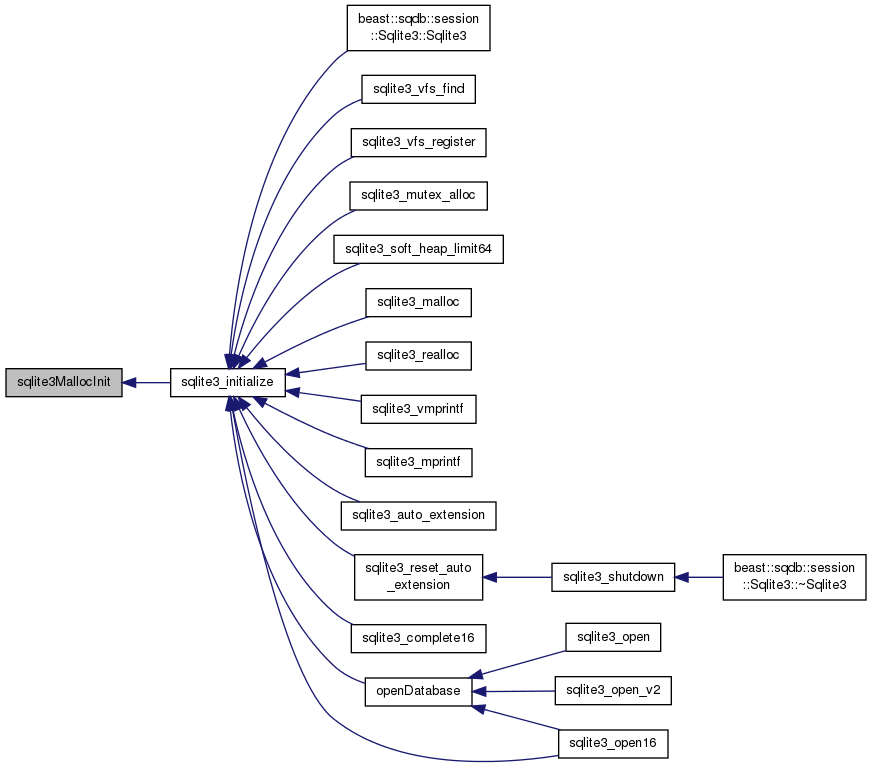 beast::sqdb::session
::Sqlite3::Sqlite3
sqlite3_vfs_find
sqlite3_vfs_register
sqlite3_mutex_alloc
sqlite3_soft_heap_limit64
sqlite3_malloc
sqlite3_realloc
sqlite3MallocInit
sqlite3_initialize
sqlite3_vmprintf
sqlite3_mprintf
sqlite3_auto_extension
sqlite3_reset_auto
_extension
sqlite3_shutdown
beast::sqdb::session
::Sqlite3::~Sqlite3
sqlite3_complete16
sqlite3_open
openDatabase
sqlite3_open_v2
sqlite3_open16